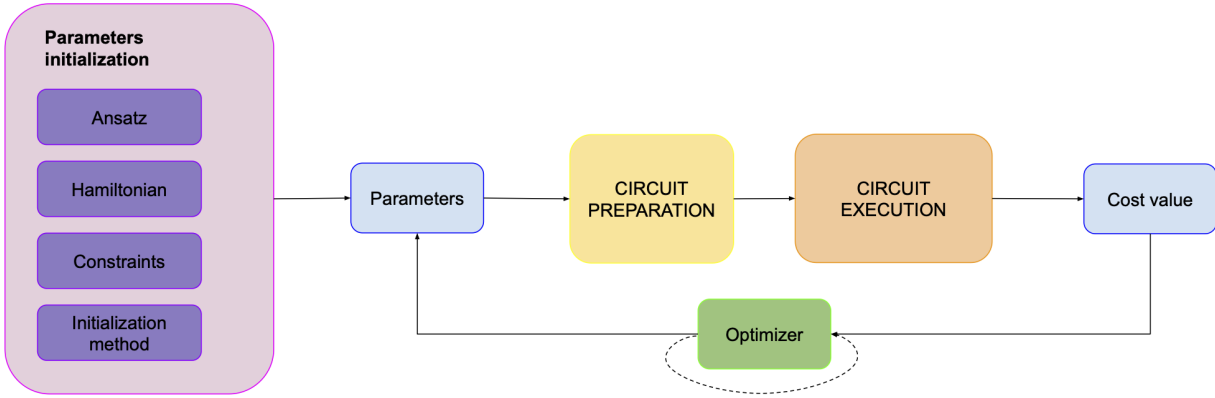 Parameters
initialization
Ansatz
Hamiltonian
Constraints
Initialization
method
Parameters
CIRCUIT
PREPARATION
CIRCUIT
EXECUTION
Cost value
Optimizer